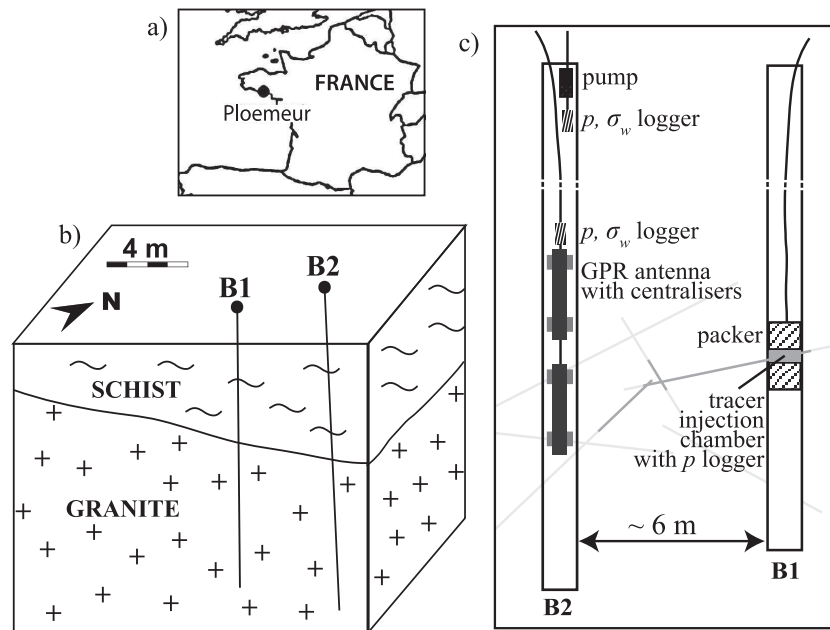 a)
FRANCE
Ploemeur
b)
4 m
N
B1
B2
SCHIST
GRANITE
c)
pump
p, σw logger
p, σw logger
GPR antenna
with centralisers
packer
tracer
injection
chamber
with p logger
~ 6 m
B2
B1